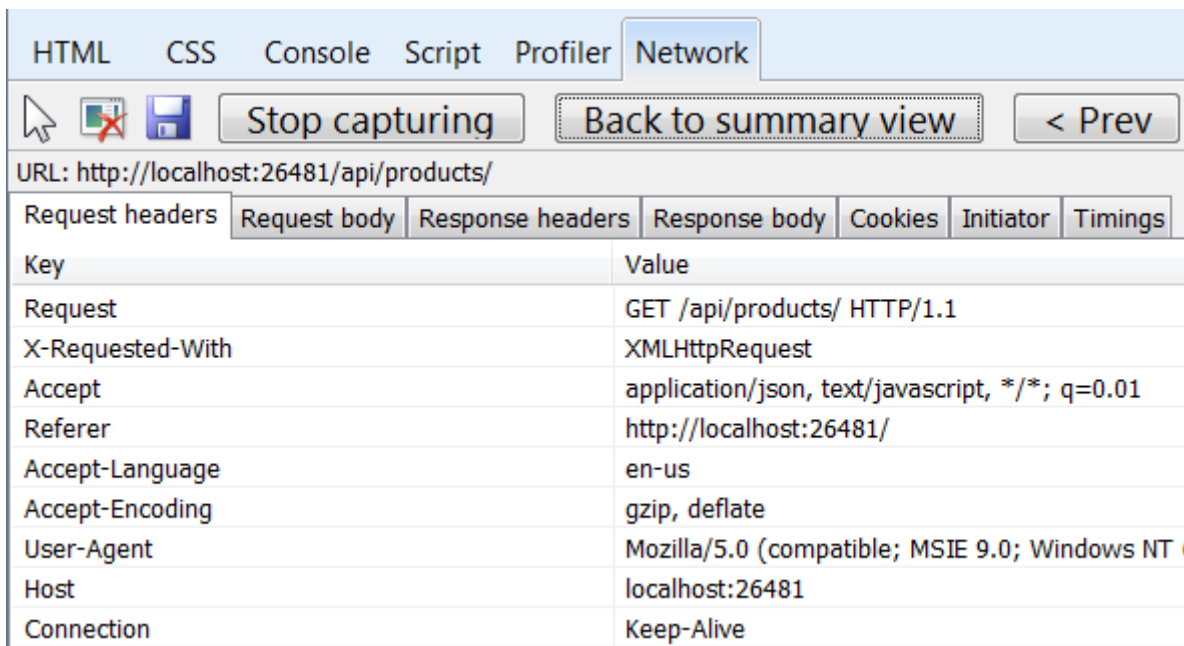 HTML CSS Console Script Profiler Network
Stop capturing Back to summary view < Prev
URL: http://localhost:26481/api/products/
Request headers Request body Response headers Response body Cookies Initiator Timings
Key Value
Request GET /api/products/ HTTP/1.1
X-Requested-With XMLHttpRequest
Accept application/json, text/javascript, */*; q=0.01
Referer http://localhost:26481/
Accept-Language en-us
Accept-Encoding gzip, deflate
User-Agent Mozilla/5.0 (compatible; MSIE 9.0; Windows NT
Host localhost:26481
Connection Keep-Alive